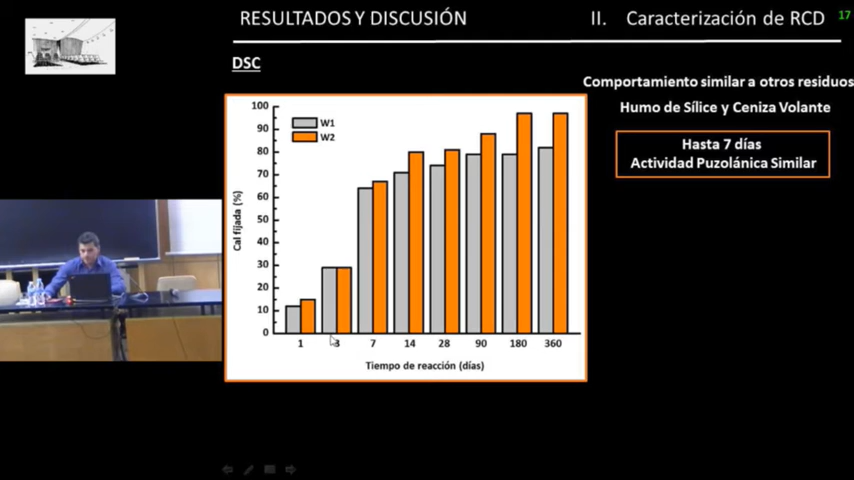 RESULTADOS Y DISCUSIÓN
II. Caracterización de RCD
17
DSC
Comportamiento similar a otros residuos
Humo de Sílice y Ceniza Volante
Hasta 7 días
Actividad Puzolánica Similar
W1
W2
Cal fijada (%)
100
90
80
70
60
50
40
30
20
10
0
1 3 7 14 28 90 180 360
Tiempo de reacción (días)